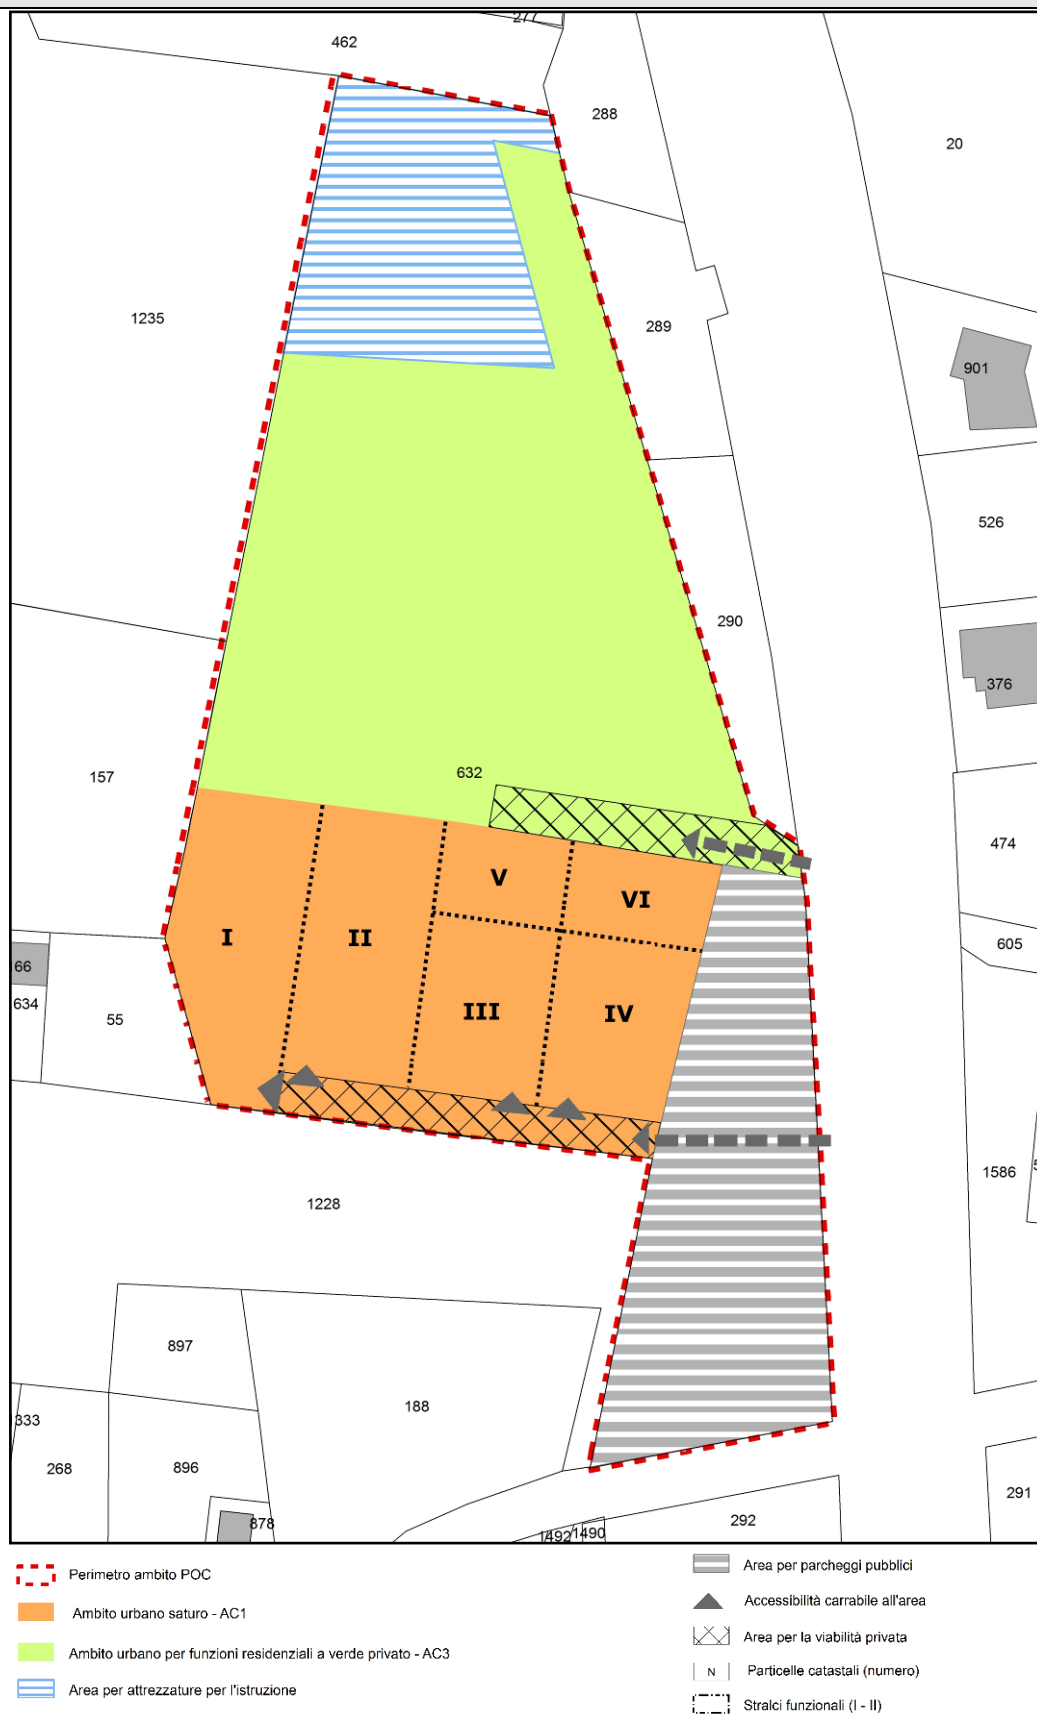 277
462
288
20
1235
289
901
526
290
376
632
157
474
V
VI
I
II
605
66
634
55
III
IV
1586
1228
897
188
333
268
896
878
291
292
1492
1490
Perimetro ambito POC
Ambito urbano saturo - AC1
Ambito urbano per funzioni residenziali a verde privato - AC3
Area per attrezzature per l'istruzione
Area per parcheggi pubblici
Accessibilità carrabile all'area
Area per la viabilità privata
N
Particelle catastali (numero)
Stralci funzionali (I - II)